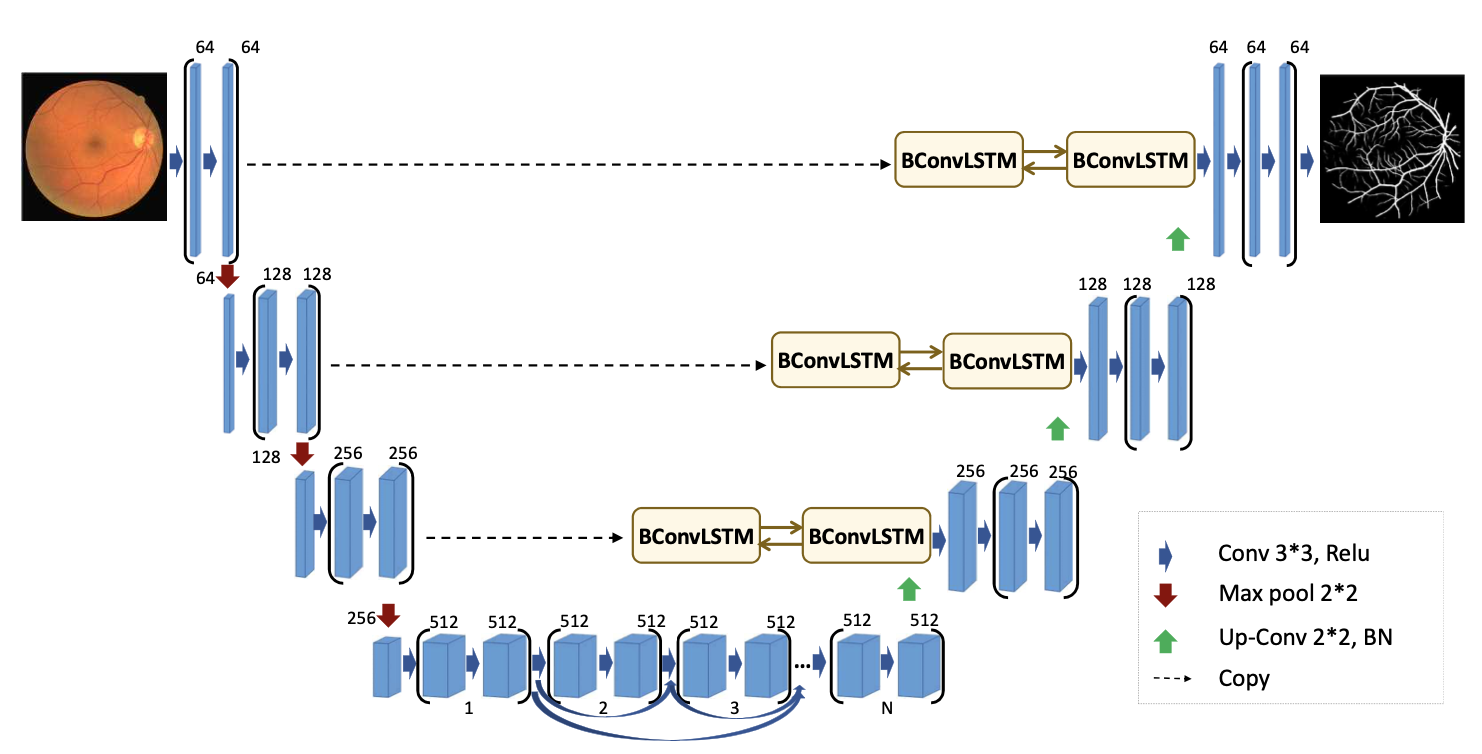 64 64
64 64 64
BConvLSTM BConvLSTM
64 128 128
128 128 128
BConvLSTM BConvLSTM
128 256 256
256 256 256
BConvLSTM BConvLSTM
256 512 512 512 512 512 512 ... 512 512
1 2 3 N
Conv 3*3, Relu
Max pool 2*2
Up-Conv 2*2, BN
Copy